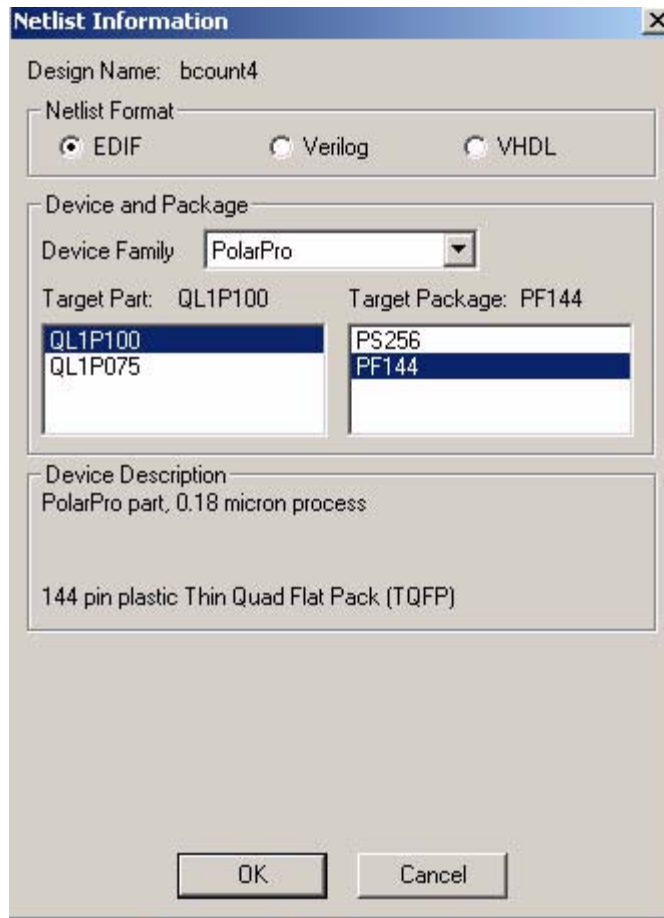 Netlist Information
Design Name: bcount4
Netlist Format
EDIF Verilog VHDL
Device and Package
Device Family PolarPro
Target Part: QL1P100 Target Package: PF144
QL1P100 PS256
QL1P075 PF144
Device Description
PolarPro part, 0.18 micron process
144 pin plastic Thin Quad Flat Pack (TQFP)
OK Cancel